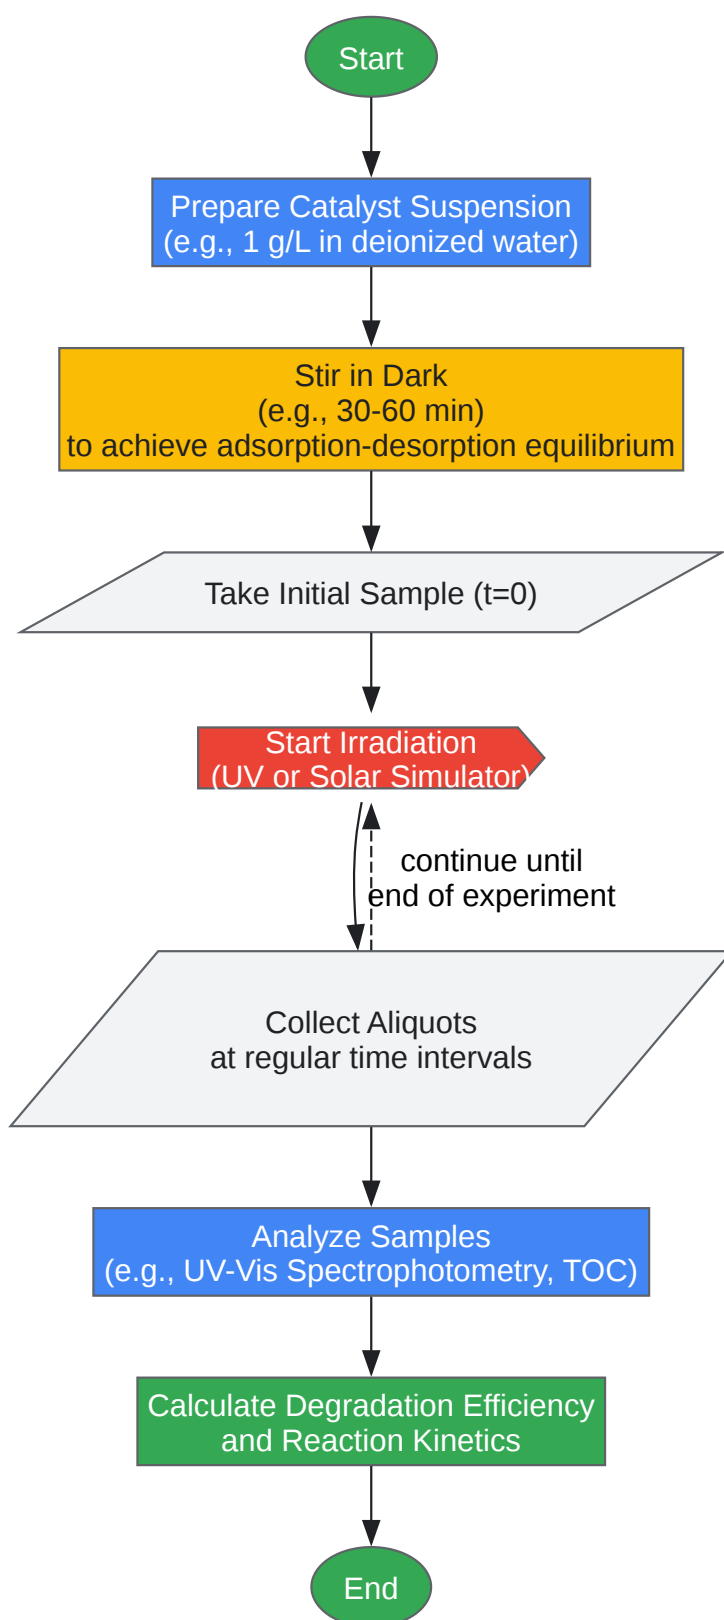 Start
Prepare Catalyst Suspension
(e.g., 1 g/L in deionized water)
Stir in Dark
(e.g., 30-60 min)
to achieve adsorption-desorption equilibrium
Take Initial Sample (t=0)
Start Irradiation
(UV or Solar Simulator)
continue until
end of experiment
Collect Aliquots
at regular time intervals
Analyze Samples
(e.g., UV-Vis Spectrophotometry, TOC)
Calculate Degradation Efficiency
and Reaction Kinetics
End